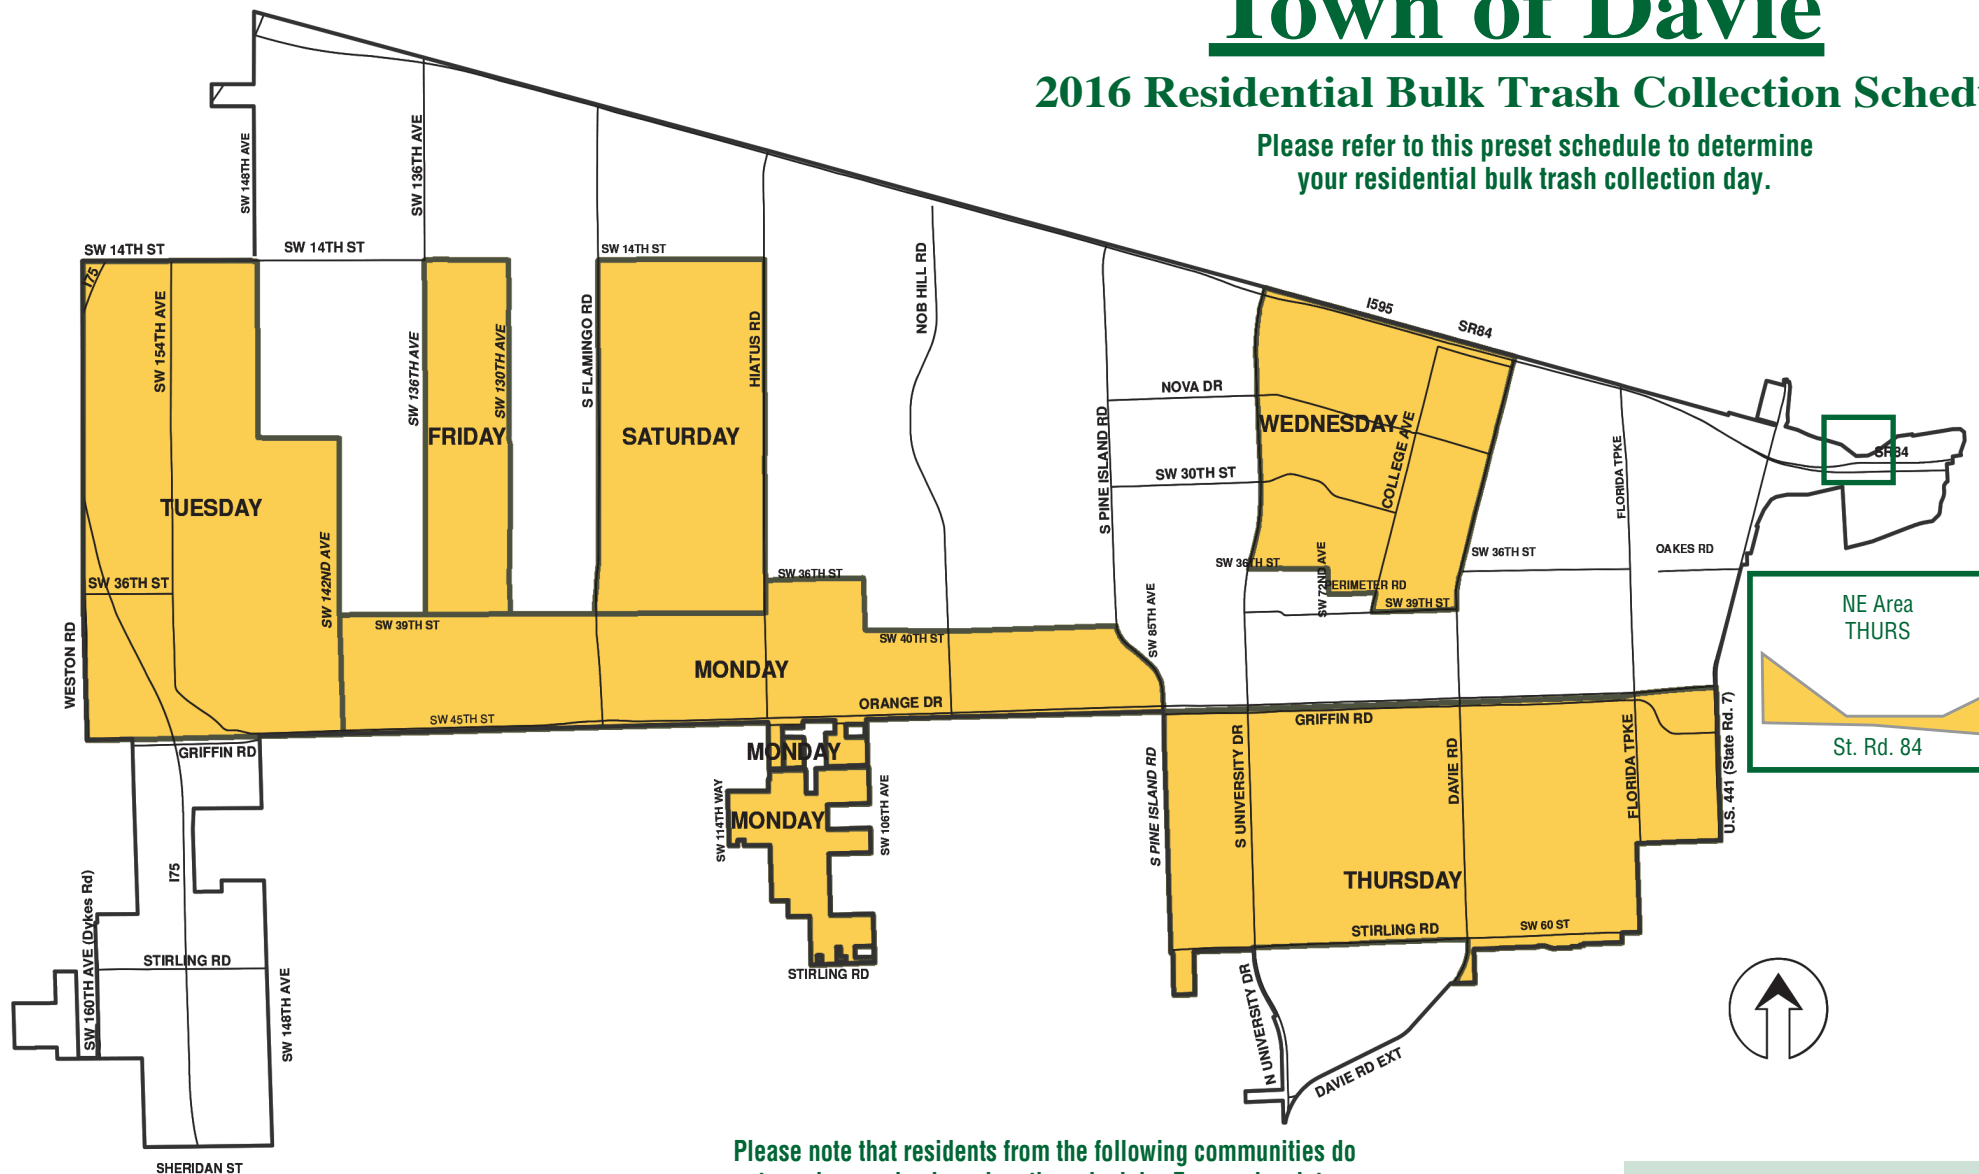 Town of Davie
2016 Residential Bulk Trash Collection
Please refer to this preset schedule to determine
your residential bulk trash collection day.
SW 148TH AVE
SW 136TH AVE
SW 14TH ST
SW 14TH ST
SW 14TH ST
I75
SW 154TH AVE
SW 136TH AVE
SW 130TH AVE
S FLAMINGO RD
HIATUS RD
NOB HILL RD
I595
SR84
NOVA DR
S PINE ISLAND RD
SW 30TH ST
COLLEGE AVE
FLORIDA TPKE
SR84
FRIDAY
SATURDAY
WEDNESDAY
TUESDAY
SW 142ND AVE
SW 36TH ST
SW 36TH ST
SW 36TH ST
SW 36TH ST
OAKES RD
SW 72ND AVE
PERIMETER RD
SW 39TH ST
SW 39TH ST
SW 85TH AVE
SW 40TH ST
WESTON RD
MONDAY
ORANGE DR
SW 45TH ST
GRIFFIN RD
GRIFFIN RD
MONDAY
MONDAY
SW 114TH WAY
SW 106TH AVE
STIRLING RD
S PINE ISLAND RD
S UNIVERSITY DR
DAVIE RD
FLORIDA TPKE
U.S. 441 (State Rd. 7)
NE Area
THURS
St. Rd. 84
THURSDAY
STIRLING RD
SW 60 ST
I75
SW 160TH AVE (Dykes Rd)
STIRLING RD
SW 148TH AVE
SHERIDAN ST
N UNIVERSITY DR
DAVIE RD EXT
Please note that residents from the following communities do